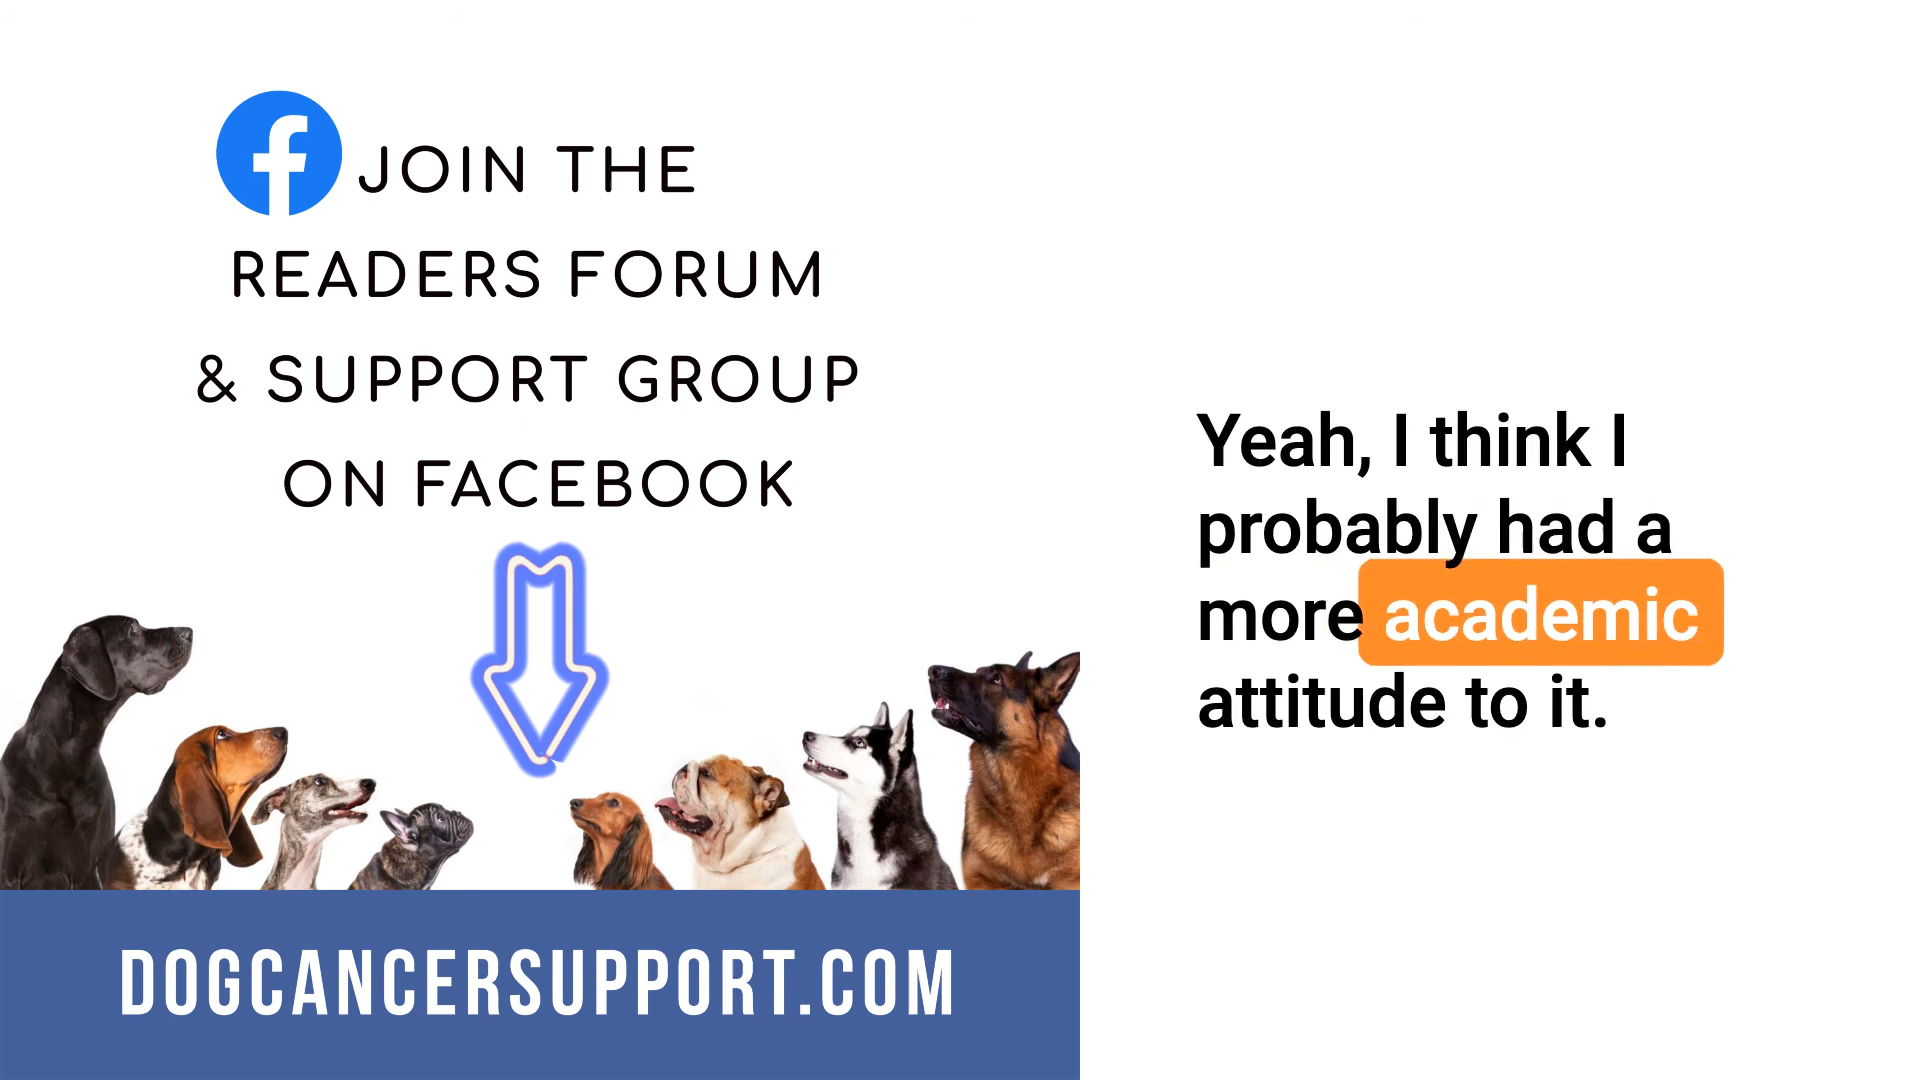 JOIN THE
READERS FORUM
& SUPPORT GROUP
ON FACEBOOK
DOGCANCERSUPPORT.COM
Yeah, I think I
probably had a
more academic
attitude to it.